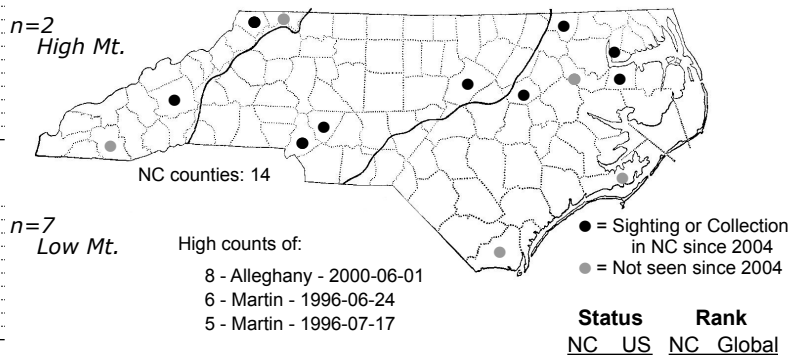 n=2
High Mt.
NC counties: 14
n=7
Low Mt.
High counts of:
8 - Alleghany - 2000-06-01
6 - Martin - 1996-06-24
5 - Martin - 1996-07-17
● = Sighting or Collection
in NC since 2004
● = Not seen since 2004
Status Rank
NC US NC Global